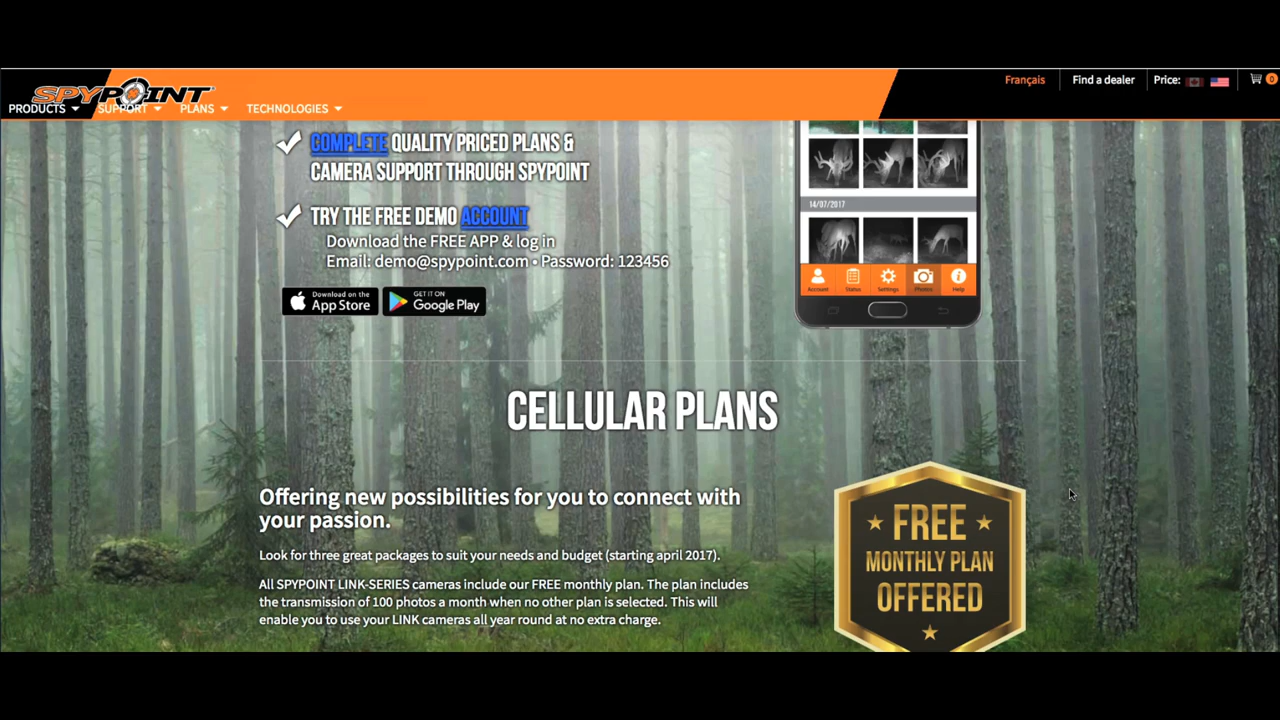 SPYPOINT
Français
Find a dealer
Price:
0
PRODUCTS
SUPPORT
PLANS
TECHNOLOGIES
COMPLETE QUALITY PRICED PLANS &
CAMERA SUPPORT THROUGH SPYPOINT
TRY THE FREE DEMO ACCOUNT
Download the FREE APP & log in
Email: demo@spypoint.com • Password: 123456
Download on the
App Store
GET IT ON
Google Play
14/07/2017
Account
Status
Settings
Photos
Help
CELLULAR PLANS
Offering new possibilities for you to connect with
your passion.
Look for three great packages to suit your needs and budget (starting april 2017).
All SPYPOINT LINK-SERIES cameras include our FREE monthly plan. The plan includes
the transmission of 100 photos a month when no other plan is selected. This will
enable you to use your LINK cameras all year round at no extra charge.
FREE
MONTHLY PLAN
OFFERED